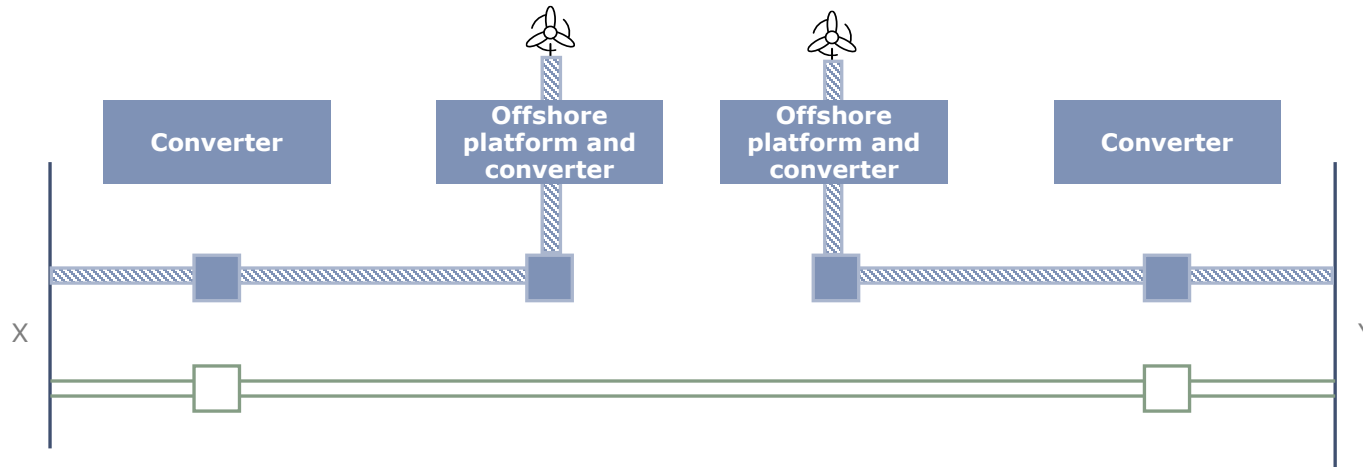 Converter
Offshore
platform and
converter
Offshore
platform and
converter
Converter
X
Y